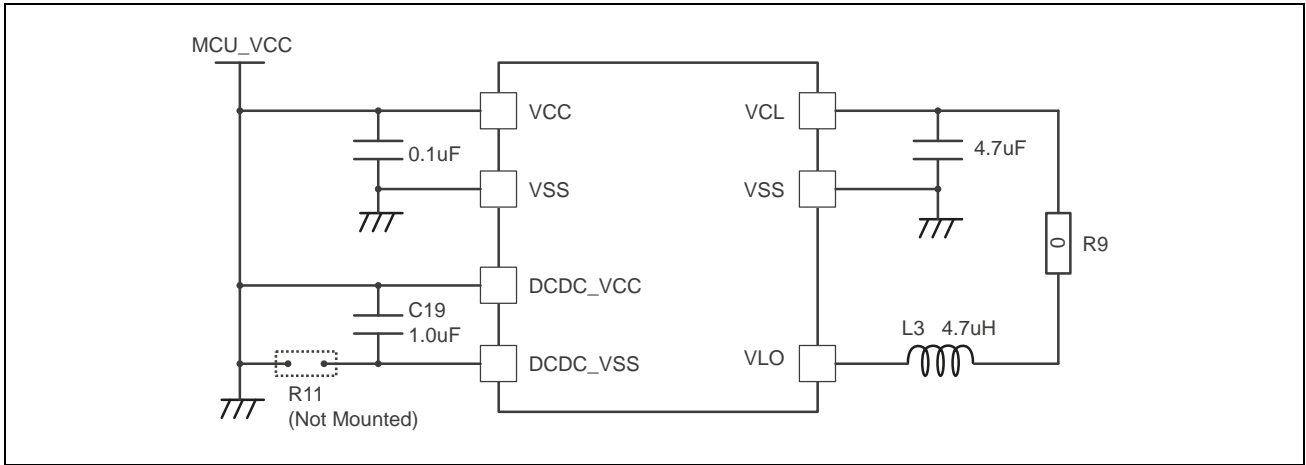 MCU_VCC
VCC
VCL
0.1uF
4.7uF
VSS
VSS
0
R9
DCDC_VCC
C19
1.0uF
L3 4.7uH
DCDC_VSS
VLO
R11
(Not Mounted)